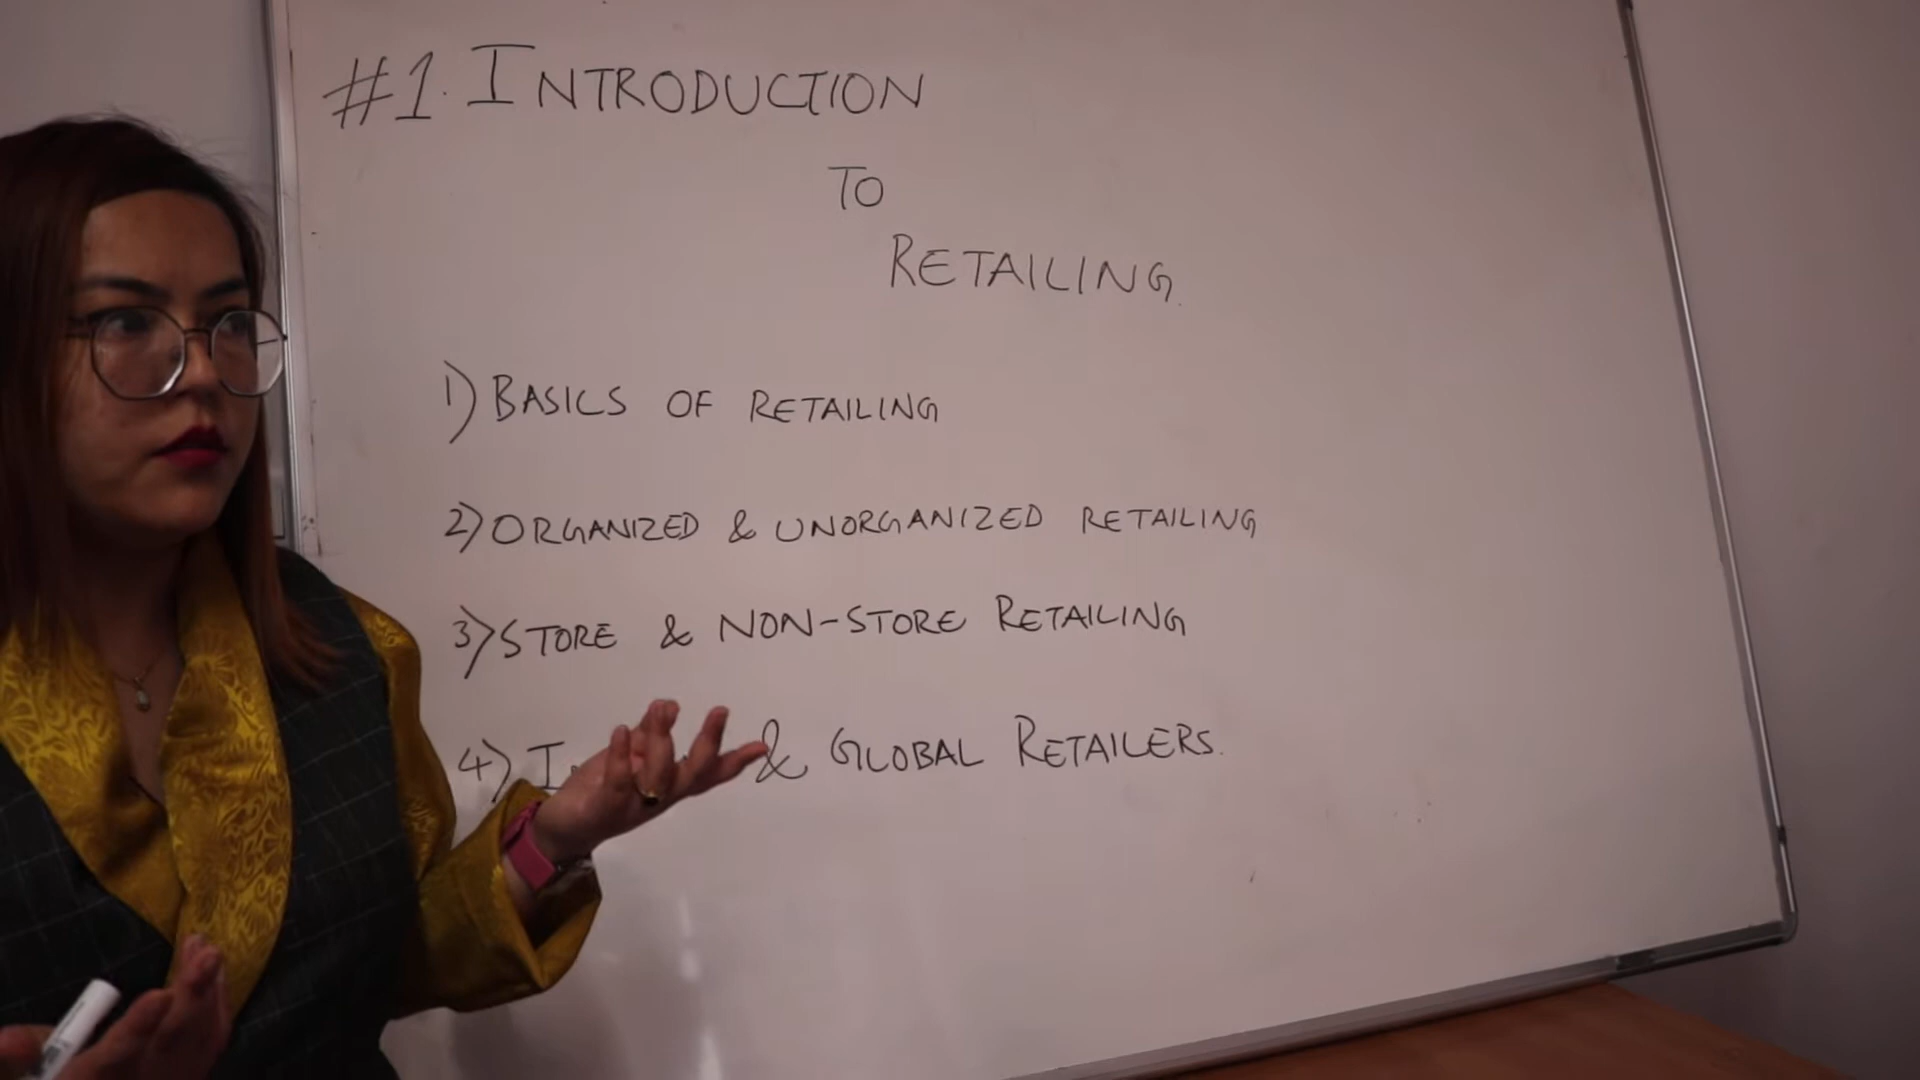 #1. INTRODUCTION
TO
RETAILING.
1) BASICS OF RETAILING
2) ORGANIZED & UNORGANIZED RETAILING
3) STORE & NON-STORE RETAILING
4) & GLOBAL RETAILERS.